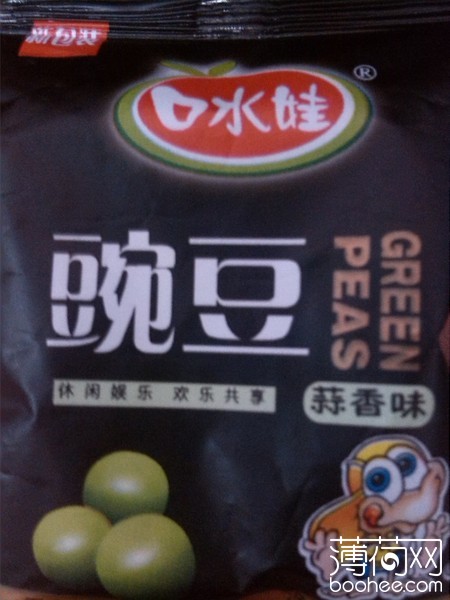 新包装
口水娃®
豌豆
GREEN
PEAS
休闲娱乐 欢乐共享
蒜香味
薄荷网
boohee.com